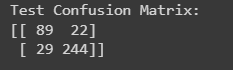 Test Confusion Matrix:
[[ 89  22]
 [ 29 244]]